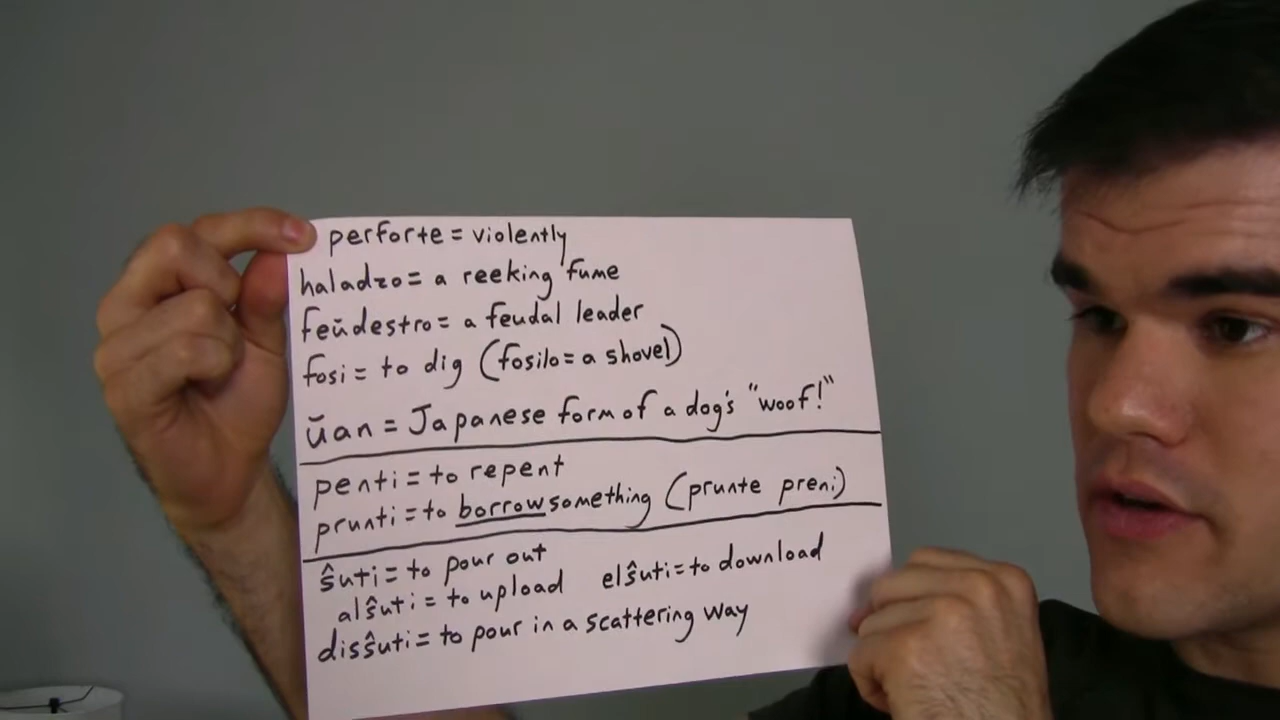 perforte = violently
haladzo = a reeking fume
feŭdestro = a feudal leader
fosi = to dig (fosilo = a shovel)
ŭan = Japanese form of a dog's "woof!"
penti = to repent
prunti = to borrow something (prunte preni)
ŝuti = to pour out
alŝuti = to upload elŝuti = to download
disŝuti = to pour in a scattering way